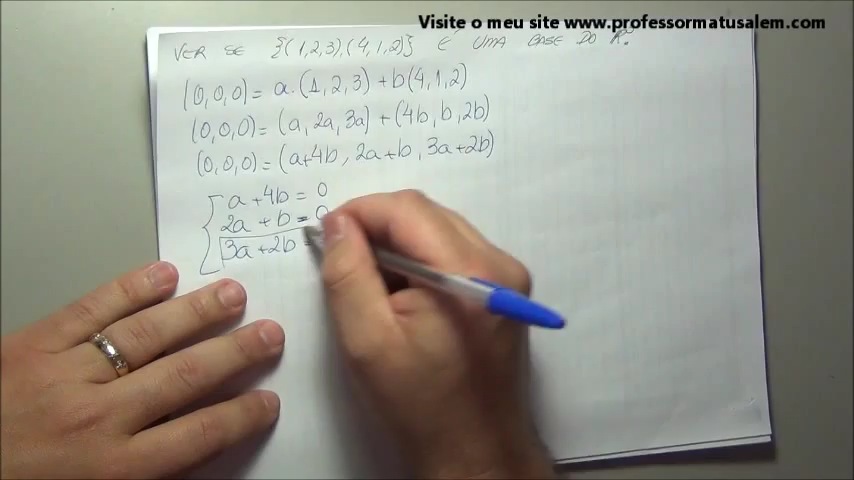 Visite o meu site www.professormatusalem.com
VER SE {(1,2,3),(4,1,2)} É UMA BASE DO
(0,0,0) = a.(1,2,3) + b(4,1,2)
(0,0,0) = (a, 2a, 3a) + (4b, b, 2b)
(0,0,0) = (a+4b, 2a+b, 3a+2b)
a + 4b = 0
2a + b = 0
3a + 2b =